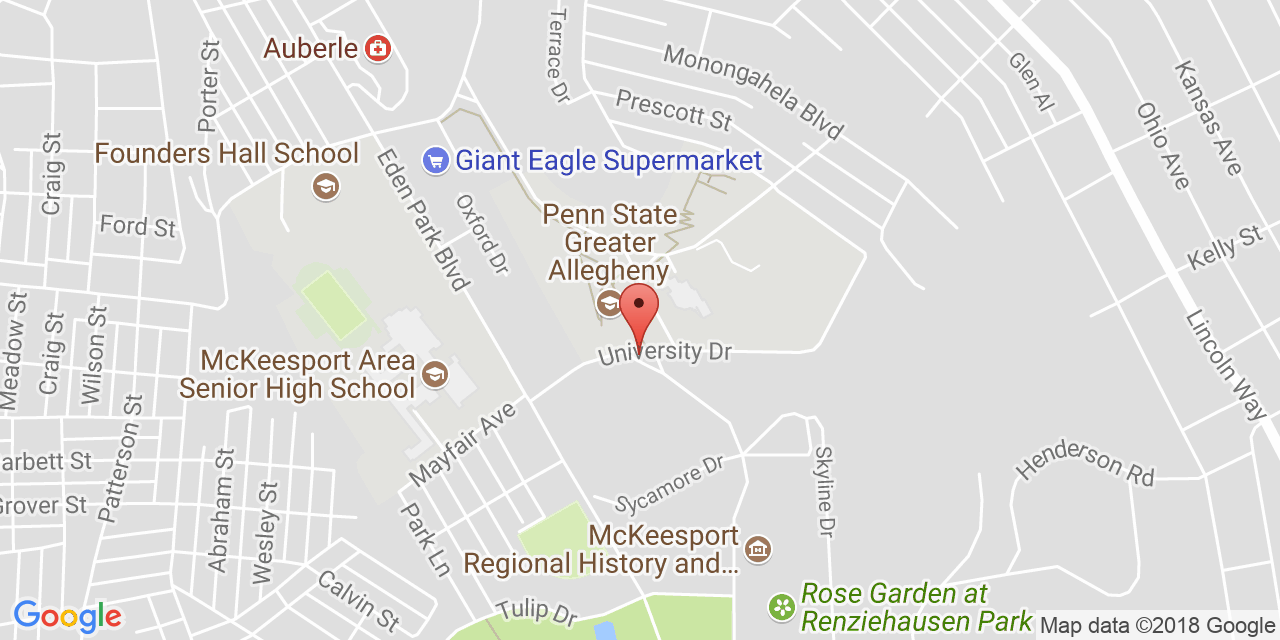 Auberle
Porter St
Terrace Dr
Monongahela Blvd
Glen Al
Kansas Ave
Ohio Ave
Prescott St
Craig St
Founders Hall School
Eden Park Blvd
Giant Eagle Supermarket
Oxford Dr
Ford St
Penn State
Greater
Allegheny
Kelly St
Meadow St
Craig St
Wilson St
University Dr
Lincoln Way
McKeesport Area
Senior High School
Mayfair Ave
Patterson St
arbett St
Grover St
Abraham St
Wesley St
Park Ln
Sycamore Dr
Skyline Dr
Henderson Rd
McKeesport
Regional History and...
Calvin St
Tulip Dr
Rose Garden at
Renziehausen Park
Google
Map data ©2018 Google